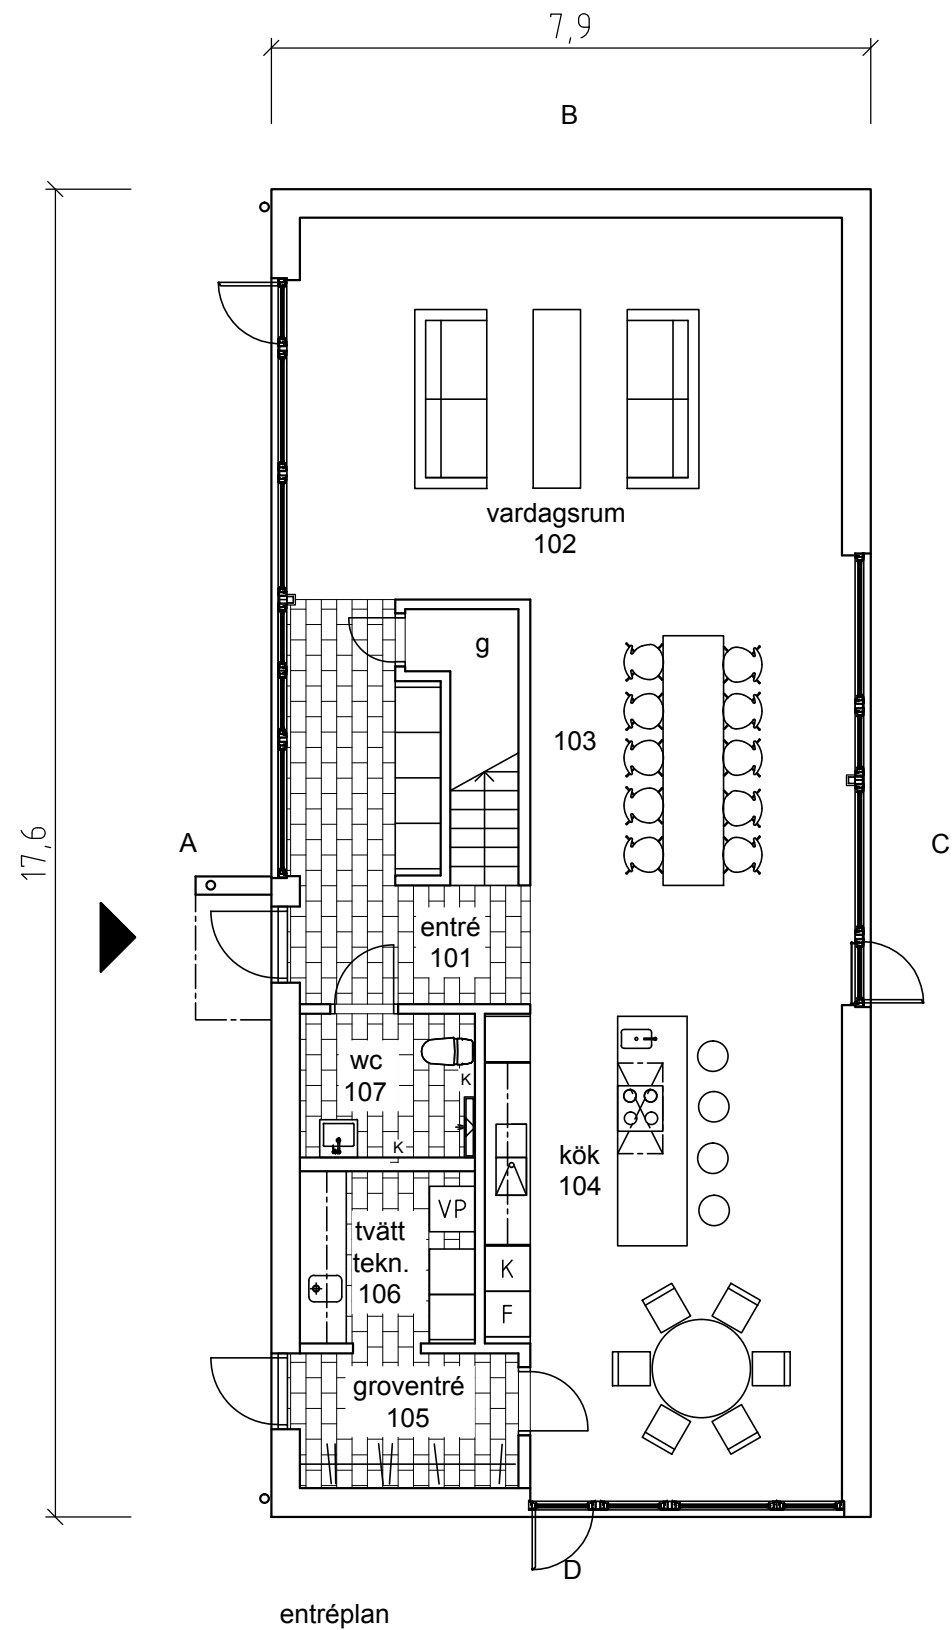 7,9
B
vardagsrum
102
g
103
17,6
A
C
entré
101
wc
107
K
K
kök
104
VP
tvätt
tekn.
106
K
F
groventré
105
D
entréplan